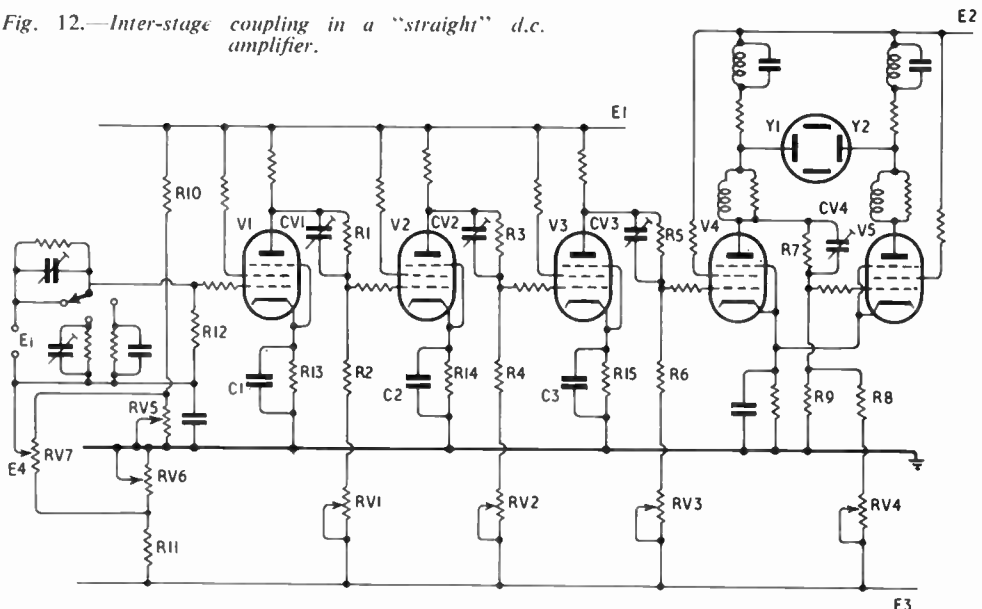 Fig. 12.—Inter-stage coupling in a "straight" d.c.
amplifier.
E2
E1
Y1
Y2
R10
V1
CV1
R1
V2
CV2
R3
V3
CV3
R5
V4
R7
CV4
V5
Ei
R12
C1
R13
R2
C2
R14
R4
C3
R15
R6
R9
R8
RV5
E4
RV7
RV6
RV1
RV2
RV3
RV4
R11
E3